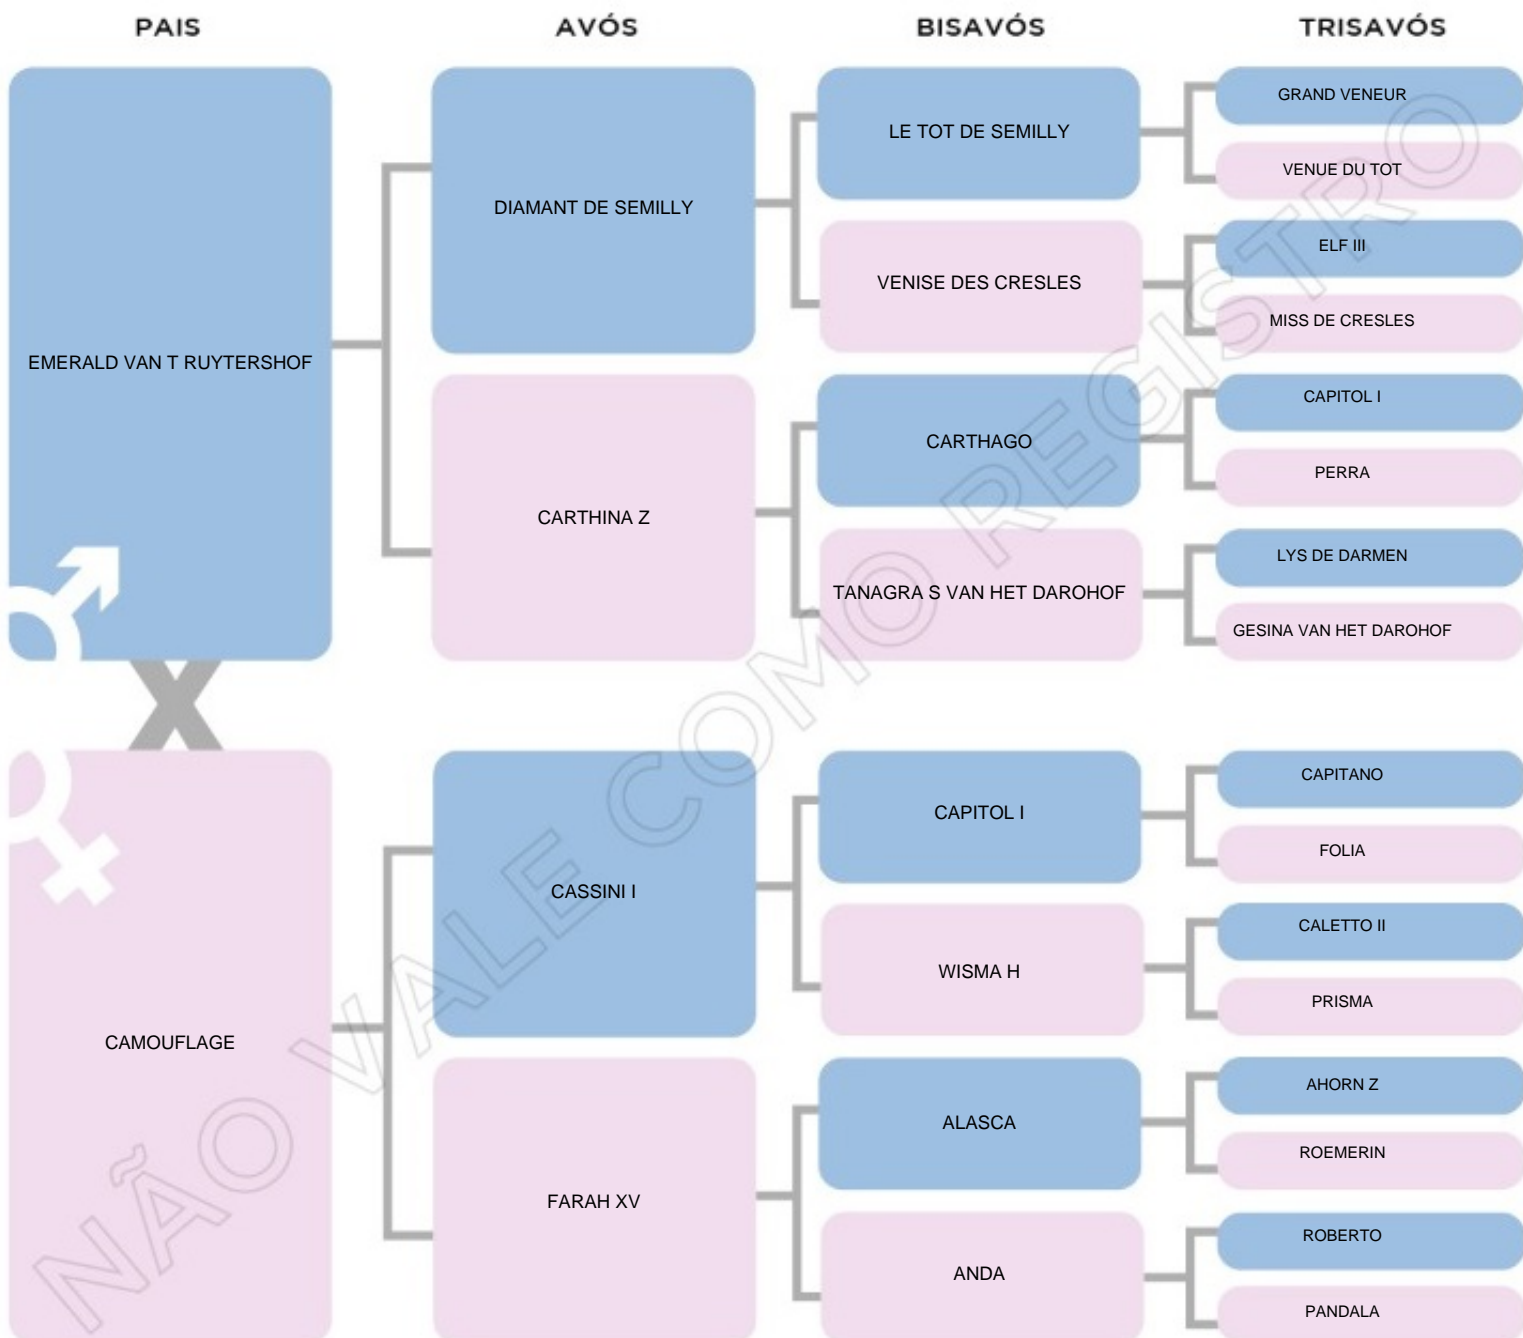 PAIS
AVÓS
BISAVÓS
TRISAVÓS
EMERALD VAN T RUYTERSHOF
DIAMANT DE SEMILLY
LE TOT DE SEMILLY
GRAND VENEUR
VENUE DU TOT
VENISE DES CRESLES
ELF III
MISS DE CRESLES
CARTHINA Z
CARTHAGO
CAPITOL I
PERRA
TANAGRA S VAN HET DAROHOF
LYS DE DARMEN
GESINA VAN HET DAROHOF
X
CAMOUFLAGE
CASSINI I
CAPITOL I
CAPITANO
FOLIA
WISMA H
CALETTO II
PRISMA
FARAH XV
ALASCA
AHORN Z
ROEMERIN
ANDA
ROBERTO
PANDALA
NÃO VALE COMO REGISTRO